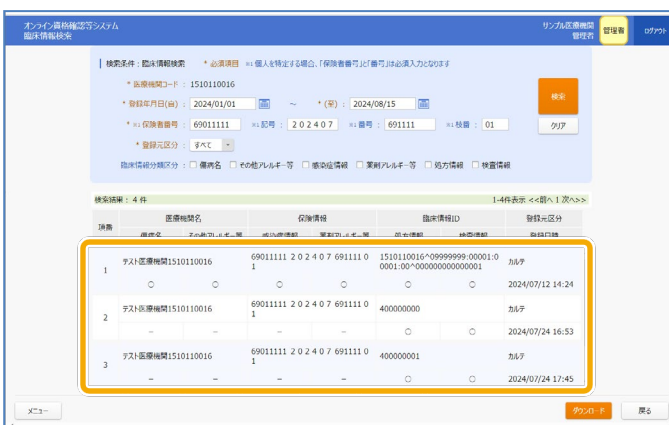 オンライン資格確認等システム
臨床情報検索
サンプル医療機関
管理者
管理者
ログアウト
検索条件：臨床情報検索 * 必須項目 ※1 個人を特定する場合、「保険者番号」と「番号」は必須入力となります
* 医療機関コード : 1510110016
* 登録年月日(自) : 2024/01/01 ～ * (至) : 2024/08/15
検索
* ※1 保険者番号 : 69011111 ※1 記号 : 202407 ※1 番号 : 691111 ※1 枝番 : 01
クリア
* 登録元区分 : すべて
臨床情報分類区分 : 傷病名 その他アレルギー等 感染症情報 薬剤アレルギー等 処方情報 検査情報
検索結果： 4 件 1-4件表示 <<前へ 1 次へ>>
項番 医療機関名 保険情報 臨床情報ID 登録元区分
傷病名 その他アレルギー等 感染症情報 薬剤アレルギー等 処方情報 検査情報 登録日時
1 テスト医療機関1510110016 69011111 ２０２４０７ 691111 0
1 1510110016^09999999:00001:0
0001:00^000000000000001 カルテ
○ ○ ○ ○ ○ ○ 2024/07/12 14:24
2 テスト医療機関1510110016 69011111 ２０２４０７ 691111 0
1 400000000 カルテ
－ － － － ○ ○ 2024/07/24 16:53
3 テスト医療機関1510110016 69011111 ２０２４０７ 691111 0
1 400000001 カルテ
－ － － － ○ ○ 2024/07/24 17:45
メニュー ダウンロード 戻る